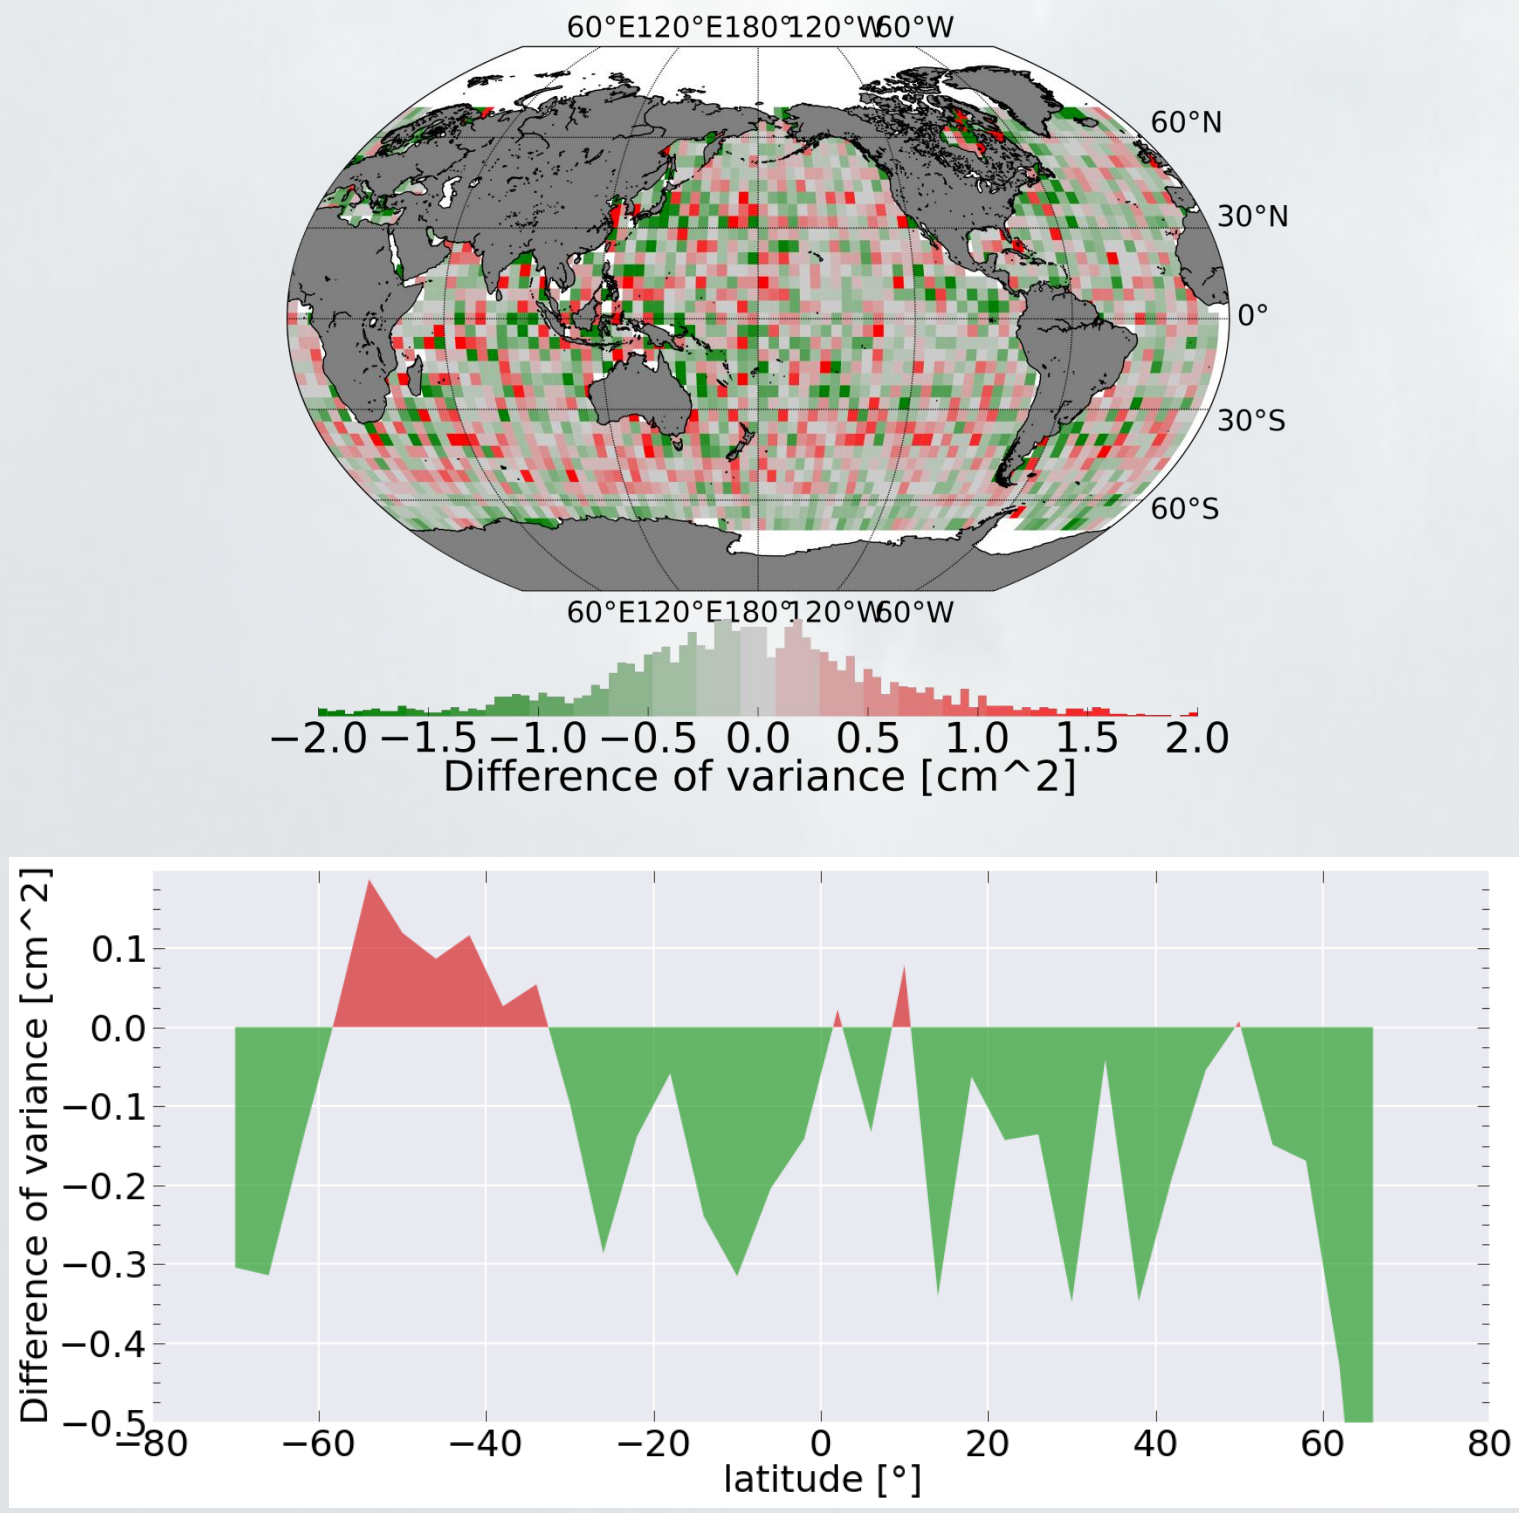 60°E120°E180°120°W60°W
60°N
30°N
0°
30°S
60°S
60°E120°E180°120°W60°W
−2.0 −1.5 −1.0 −0.5 0.0 0.5 1.0 1.5 2.0
Difference of variance [cm^2]
Difference of variance [cm^2]
0.1
0.0
−0.1
−0.2
−0.3
−0.4
−0.5
−80 −60 −40 −20 0 20 40 60 80
latitude [°]